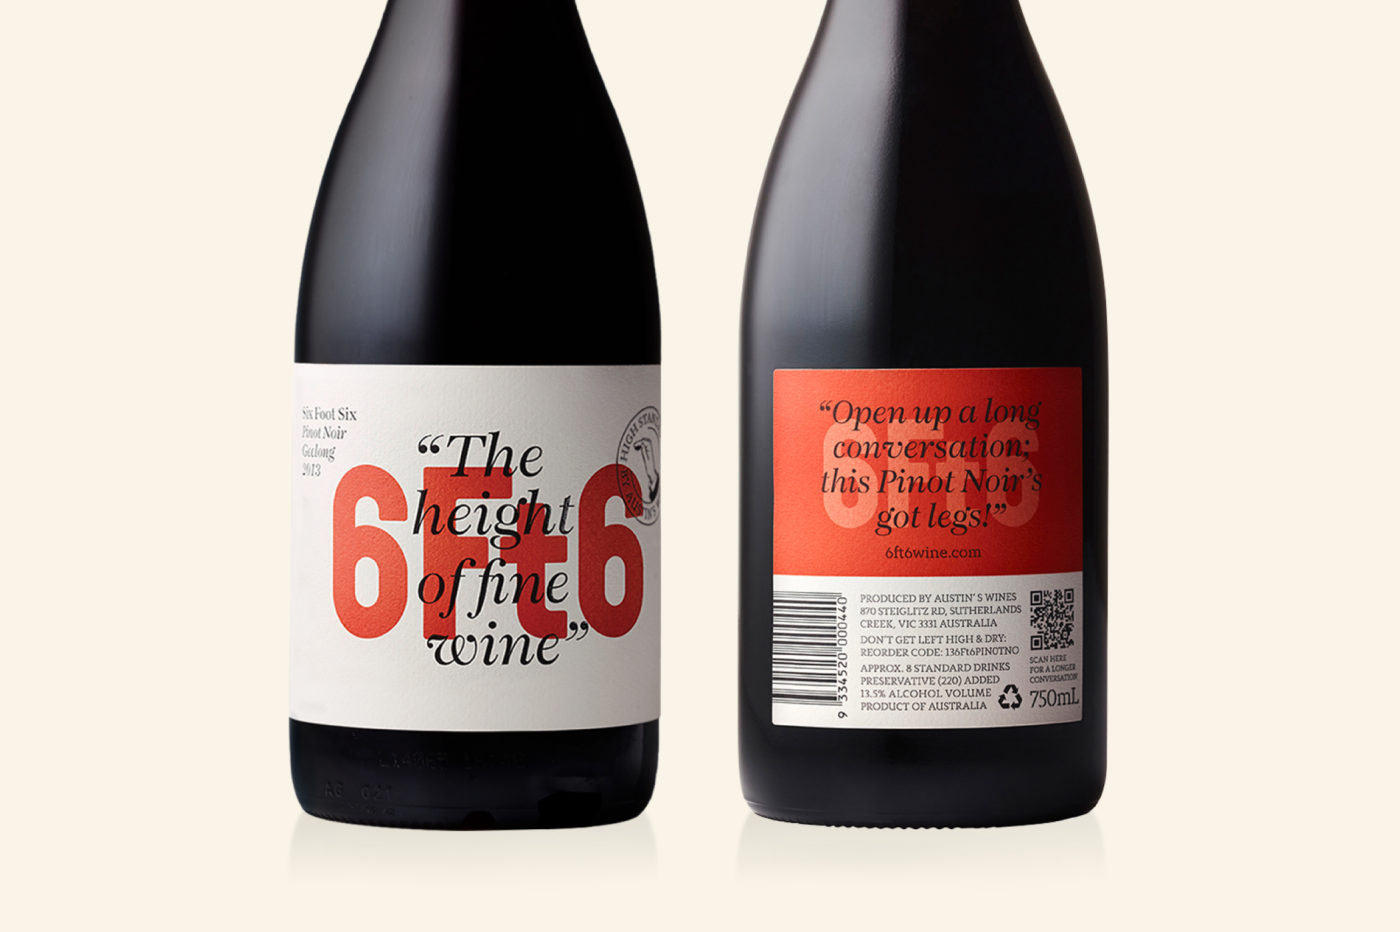 Six Foot Six
Pinot Noir
Geelong
2013
6Ft6
“The
height
of fine
wine”
HIGH STAN
“Open up a long
conversation;
this Pinot Noir’s
got legs!”
6Ft6
6ft6wine.com
9 334520 000440
PRODUCED BY AUSTIN’ S WINES
870 STEIGLITZ RD, SUTHERLANDS
CREEK, VIC 3331 AUSTRALIA
DON’T GET LEFT HIGH & DRY:
REORDER CODE: 136Ft6PINOTNO
APPROX. 8 STANDARD DRINKS
PRESERVATIVE (220) ADDED
13.5% ALCOHOL VOLUME
PRODUCT OF AUSTRALIA
SCAN HERE
FOR A LONGER
CONVERSATION
750mL